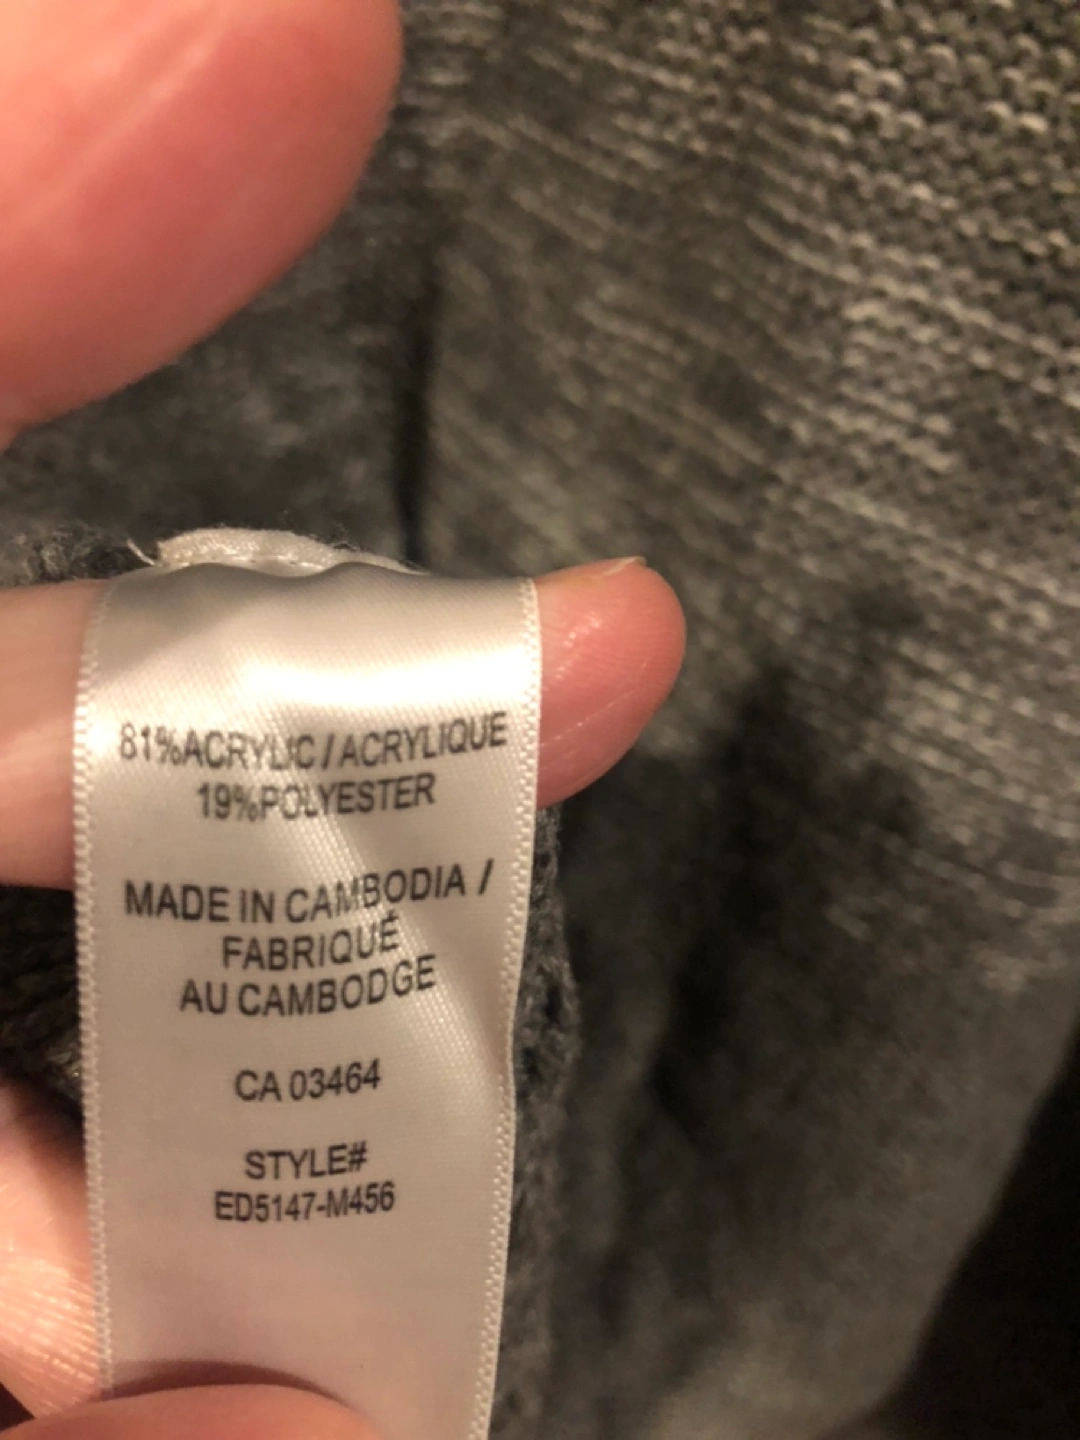 81%ACRYLIC / ACRYLIQUE
19%POLYESTER
MADE IN CAMBODIA /
FABRIQUÉ
AU CAMBODGE
CA 03464
STYLE#
ED5147-M456